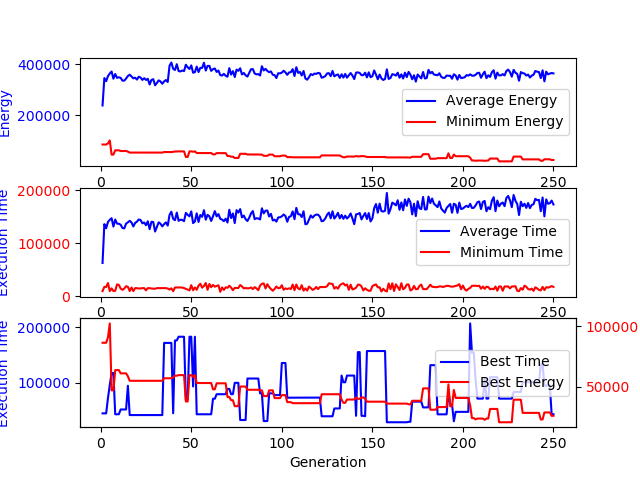 400000
200000
Energy
Average Energy
Minimum Energy
0 50 100 150 200 250
200000
100000
0
Execution Time
Average Time
Minimum Time
0 50 100 150 200 250
200000
100000
Execution Time
Best Time
Best Energy
100000
50000
0 50 100 150 200 250
Generation